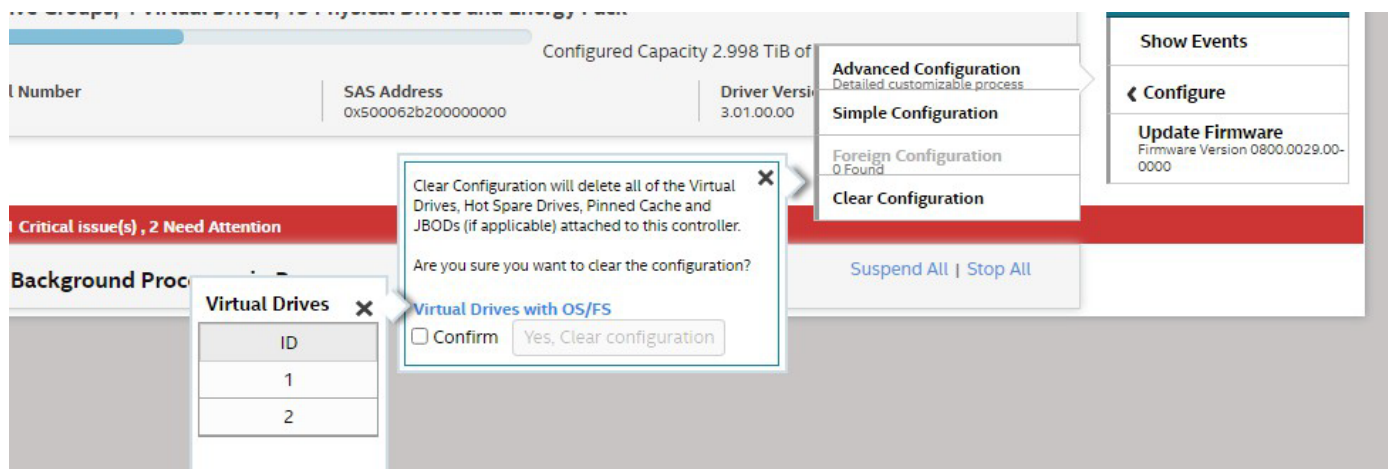 Configured Capacity 2.998 TiB of
Number
SAS Address
0x500062b200000000
Driver
3.01.00.00
Advanced Configuration
Detailed customizable process
Simple Configuration
Foreign Configuration
0 Found
Clear Configuration
Show Events
Configure
Update Firmware
Firmware Version 0800.0029.00-
0000
Clear Configuration will delete all of the Virtual
Drives, Hot Spare Drives, Pinned Cache and
JBODs (if applicable) attached to this controller.
Are you sure you want to clear the configuration?
Virtual Drives with OS/FS
Confirm
Yes, Clear configuration
Critical issue(s) , 2 Need Attention
Background
Suspend All | Stop All
Virtual Drives
ID
1
2